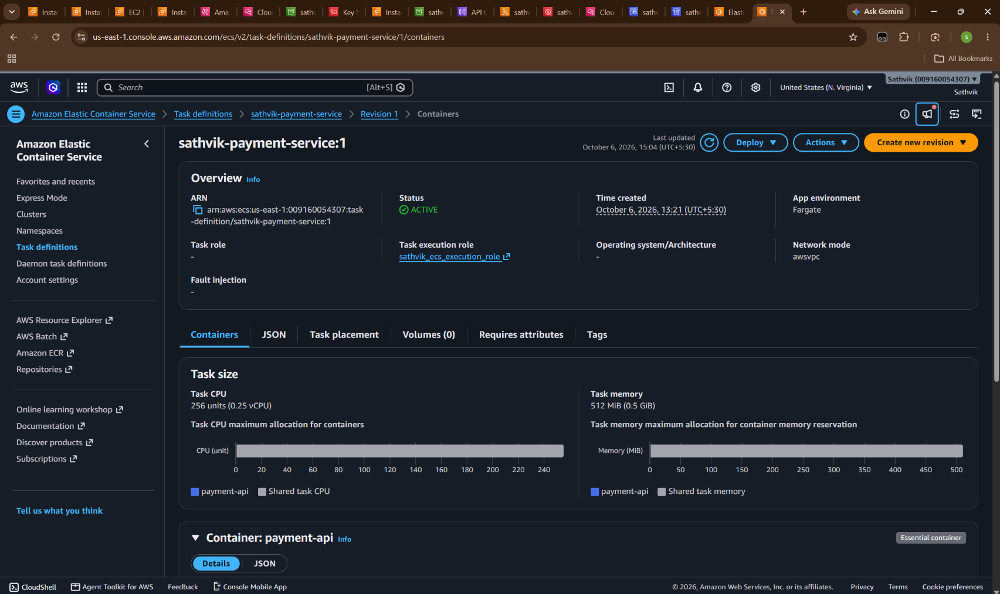 Insta
Insta
EC2 |
Insta
Ama
Clou
sathv
Key M
Insta
sathv
API G
sathv
sathv
Clou
sathv
sathv
Elasti
T
Ask Gemini
us-east-1.console.aws.amazon.com/ecs/v2/task-definitions/sathvik-payment-service/1/containers
s
All Bookmarks
aws
Search
[Alt+S]
United States (N. Virginia)
Sathvik (009160054307)
Sathvik
Amazon Elastic Container Service
Task definitions
sathvik-payment-service
Revision 1
Containers
Amazon Elastic
Container Service
Favorites and recents
Express Mode
Clusters
Namespaces
Task definitions
Daemon task definitions
Account settings
AWS Resource Explorer
AWS Batch
Amazon ECR
Repositories
Online learning workshop
Documentation
Discover products
Subscriptions
Tell us what you think
sathvik-payment-service:1
Last updated
October 6, 2026, 15:04 (UTC+5:30)
Deploy
Actions
Create new revision
Overview
Info
ARN
arn:aws:ecs:us-east-1:009160054307:task
-definition/sathvik-payment-service:1
Status
ACTIVE
Time created
October 6, 2026, 13:21 (UTC+5:30)
App environment
Fargate
Task role
-
Task execution role
sathvik_ecs_execution_role
Operating system/Architecture
-
Network mode
awsvpc
Fault injection
-
Containers
JSON
Task placement
Volumes (0)
Requires attributes
Tags
Task size
Task CPU
256 units (0.25 vCPU)
Task CPU maximum allocation for containers
CPU (unit)
0 20 40 60 80 100 120 140 160 180 200 220 240
payment-api
Shared task CPU
Task memory
512 MiB (0.5 GiB)
Task memory maximum allocation for container memory reservation
Memory (MiB)
0 50 100 150 200 250 300 350 400 450 500
payment-api
Shared task memory
Container: payment-api
Info
Essential container
Details
JSON
CloudShell
Agent Toolkit for AWS
Feedback
Console Mobile App
© 2026, Amazon Web Services, Inc. or its affiliates.
Privacy
Terms
Cookie preferences